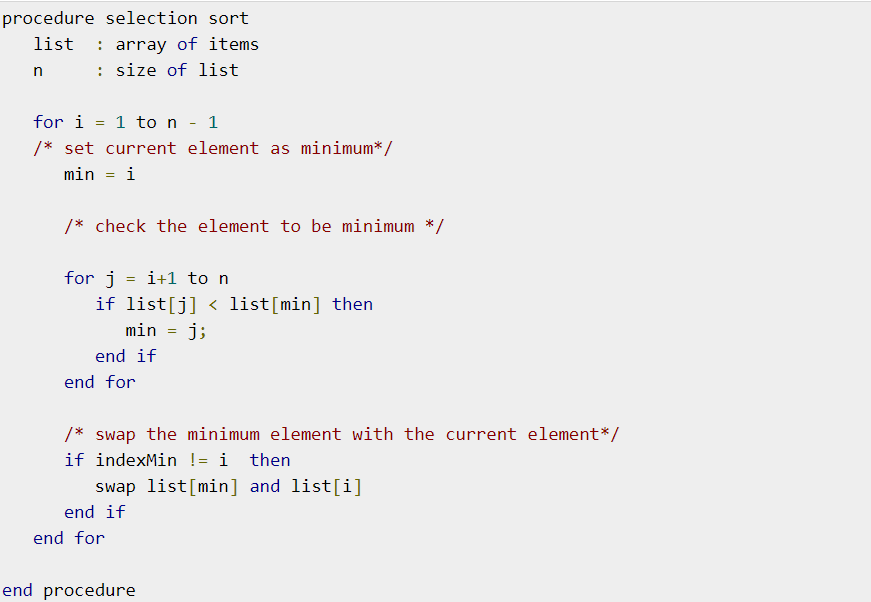 procedure selection sort
   list  : array of items
   n     : size of list

   for i = 1 to n - 1
   /* set current element as minimum*/
      min = i

      /* check the element to be minimum */

      for j = i+1 to n
         if list[j] < list[min] then
            min = j;
         end if
      end for

      /* swap the minimum element with the current element*/
      if indexMin != i  then
         swap list[min] and list[i]
      end if
   end for

end procedure